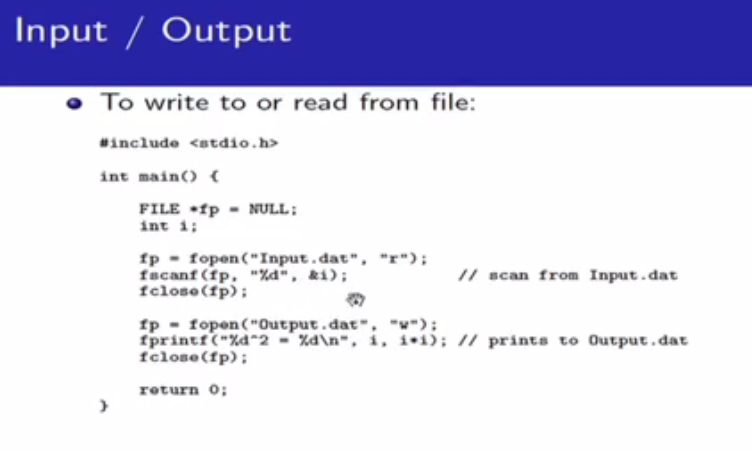 Input / Output
To write to or read from file:
#include <stdio.h>
int main() {
FILE *fp = NULL;
int i;
fp = fopen("Input.dat", "r");
fscanf(fp, "%d", &i); // scan from Input.dat
fclose(fp);
fp = fopen("Output.dat", "w");
fprintf("%d^2 = %d\n", i, i*i); // prints to Output.dat
fclose(fp);
return 0;
}